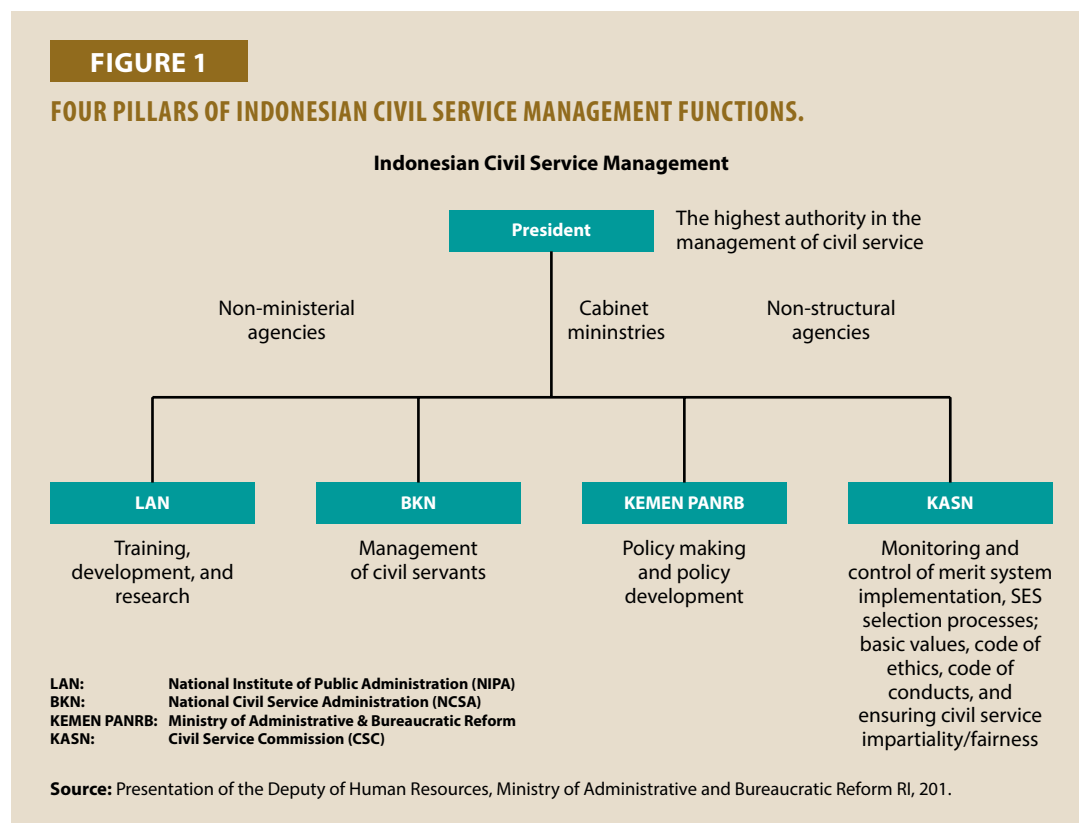 FIGURE 1
FOUR PILLARS OF INDONESIAN CIVIL SERVICE MANAGEMENT FUNCTIONS.
Indonesian Civil Service Management
President
The highest authority in the
management of civil service
Non-ministerial
agencies
Cabinet
mininstries
Non-structural
agencies
LAN
Training,
development, and
research
BKN
Management
of civil servants
KEMEN PANRB
Policy making
and policy
development
KASN
Monitoring and
control of merit system
implementation, SES
selection processes;
basic values, code of
ethics, code of
conducts, and
ensuring civil service
impartiality/fairness
LAN: National Institute of Public Administration (NIPA)
BKN: National Civil Service Administration (NCSA)
KEMEN PANRB: Ministry of Administrative & Bureaucratic Reform
KASN: Civil Service Commission (CSC)
Source: Presentation of the Deputy of Human Resources, Ministry of Administrative and Bureaucratic Reform RI, 201.